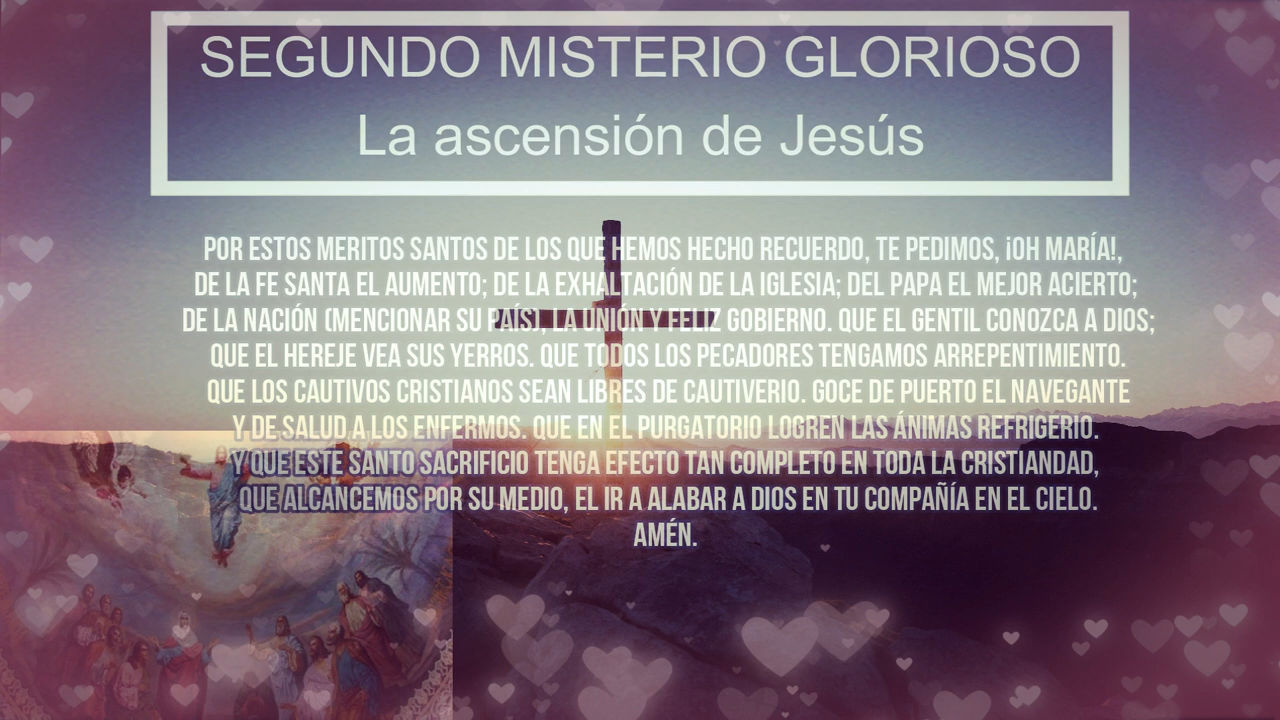 SEGUNDO MISTERIO GLORIOSO
La ascensión de Jesús
POR ESTOS MERITOS SANTOS DE LOS QUE HEMOS HECHO RECUERDO, TE PEDIMOS, ¡OH MARÍA!,
DE LA FE SANTA EL AUMENTO; DE LA EXHALTACIÓN DE LA IGLESIA; DEL PAPA EL MEJOR ACIERTO;
DE LA NACIÓN (MENCIONAR SU PAÍS), LA UNIÓN Y FELIZ GOBIERNO. QUE EL GENTIL CONOZCA A DIOS;
QUE EL HEREJE VEA SUS YERROS. QUE TODOS LOS PECADORES TENGAMOS ARREPENTIMIENTO.
QUE LOS CAUTIVOS CRISTIANOS SEAN LIBRES DE CAUTIVERIO. GOCE DE PUERTO EL NAVEGANTE
Y DE SALUD A LOS ENFERMOS. QUE EN EL PURGATORIO LOGREN LAS ÁNIMAS REFRIGERIO.
Y QUE ESTE SANTO SACRIFICIO TENGA EFECTO TAN COMPLETO EN TODA LA CRISTIANDAD,
QUE ALCANCEMOS POR SU MEDIO, EL IR A ALABAR A DIOS EN TU COMPAÑÍA EN EL CIELO.
AMÉN.